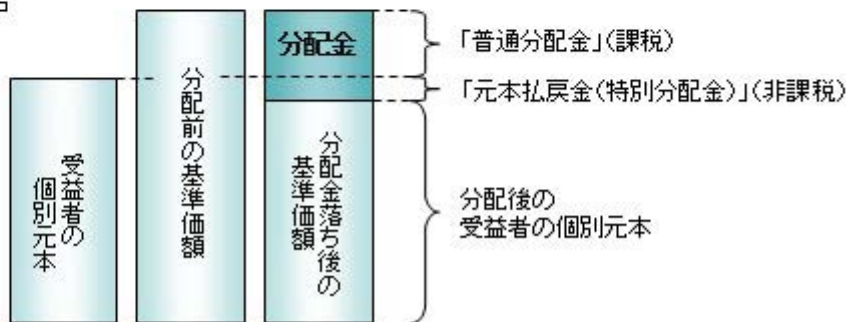 分配金
「普通分配金」(課税)
「元本払戻金(特別分配金)」(非課税)
受益者の
個別元本
分配前の基準価額
分配金落ち後の
基準価額
分配後の
受益者の個別元本